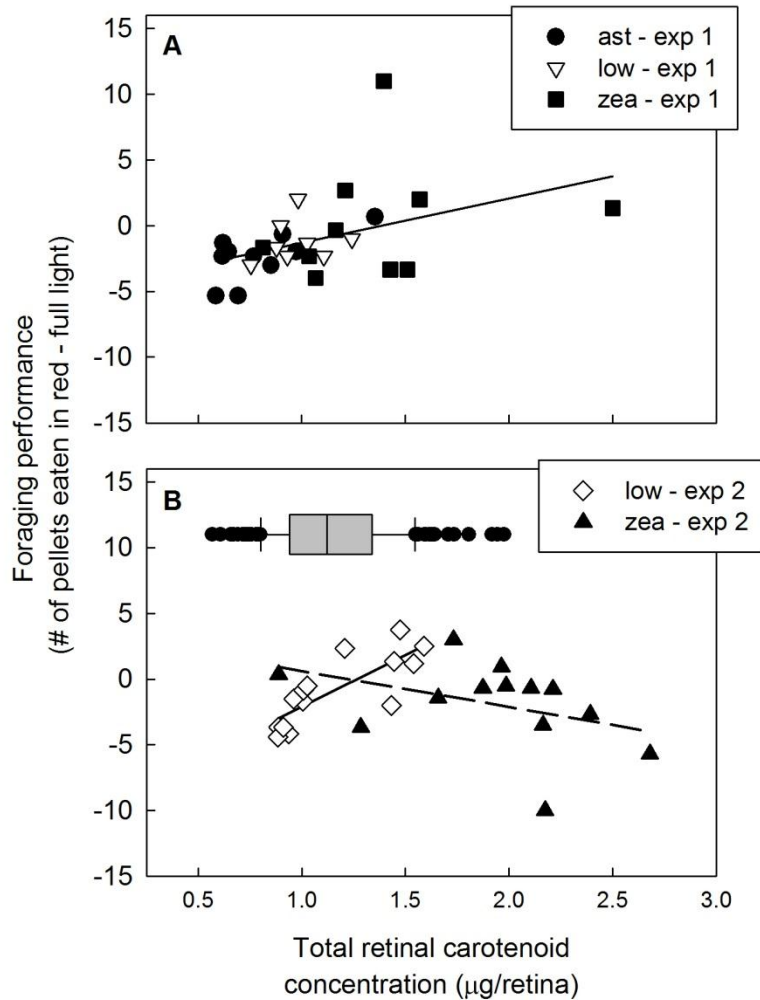 A
ast - exp 1
low - exp 1
zea - exp 1
15
10
5
0
-5
-10
-15
B
low - exp 2
zea - exp 2
15
10
5
0
-5
-10
-15
0.5 1.0 1.5 2.0 2.5 3.0
Foraging performance
(# of pellets eaten in red - full light)
Total retinal carotenoid
concentration (μg/retina)